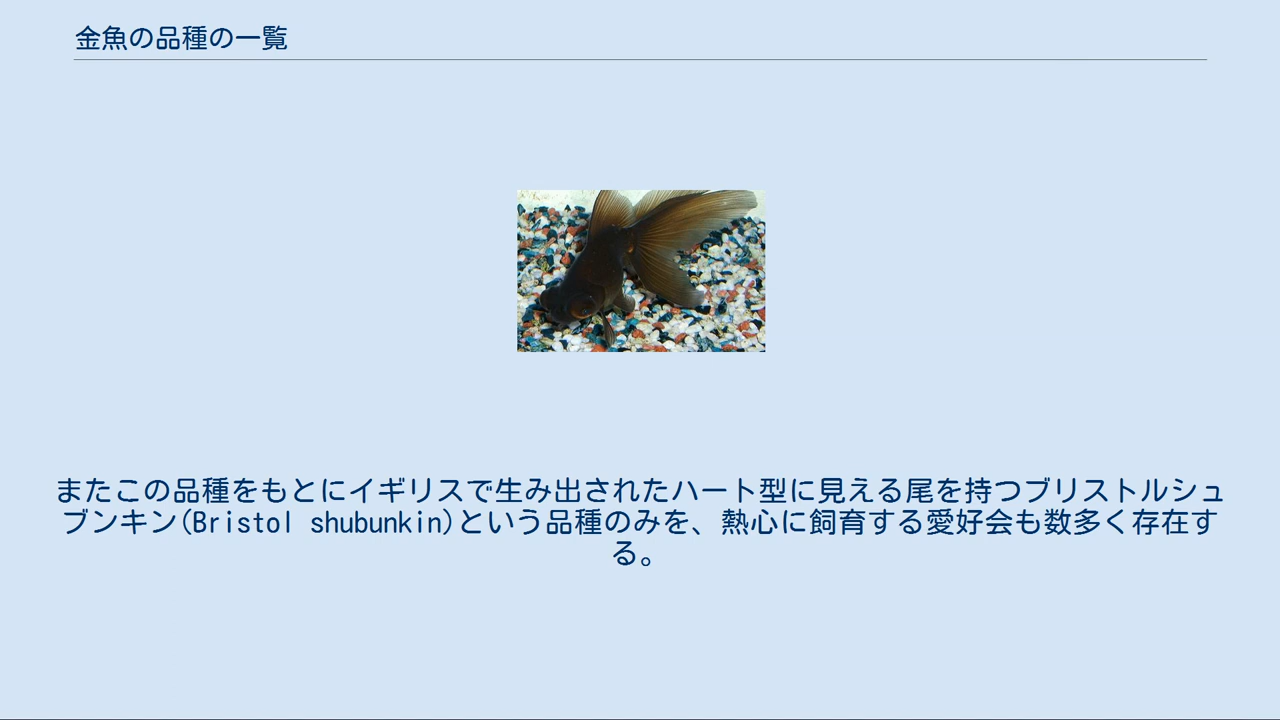 金魚の品種の一覧
またこの品種をもとにイギリスで生み出されたハート型に見える尾を持つブリストルシュ
ブンキン(Bristol shubunkin)という品種のみを、熱心に飼育する愛好会も数多く存在す
る。